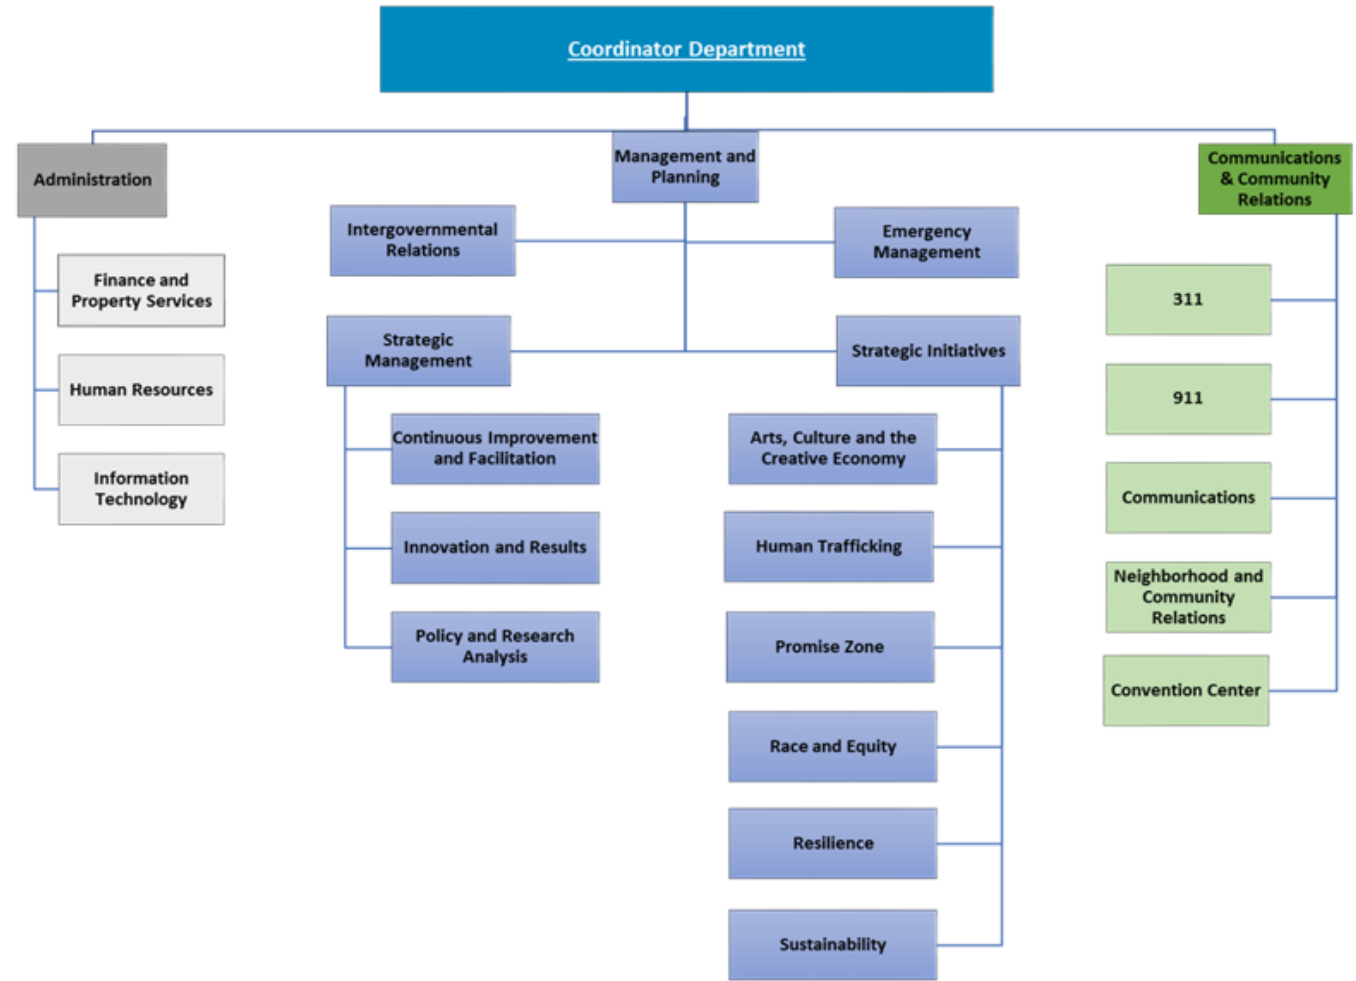 Coordinator Department
Administration
Finance and
Property Services
Human Resources
Information
Technology
Management and
Planning
Intergovernmental
Relations
Emergency
Management
Strategic
Management
Continuous Improvement
and Facilitation
Innovation and Results
Policy and Research
Analysis
Strategic Initiatives
Arts, Culture and the
Creative Economy
Human Trafficking
Promise Zone
Race and Equity
Resilience
Sustainability
Communications
& Community
Relations
311
911
Communications
Neighborhood and
Community
Relations
Convention Center